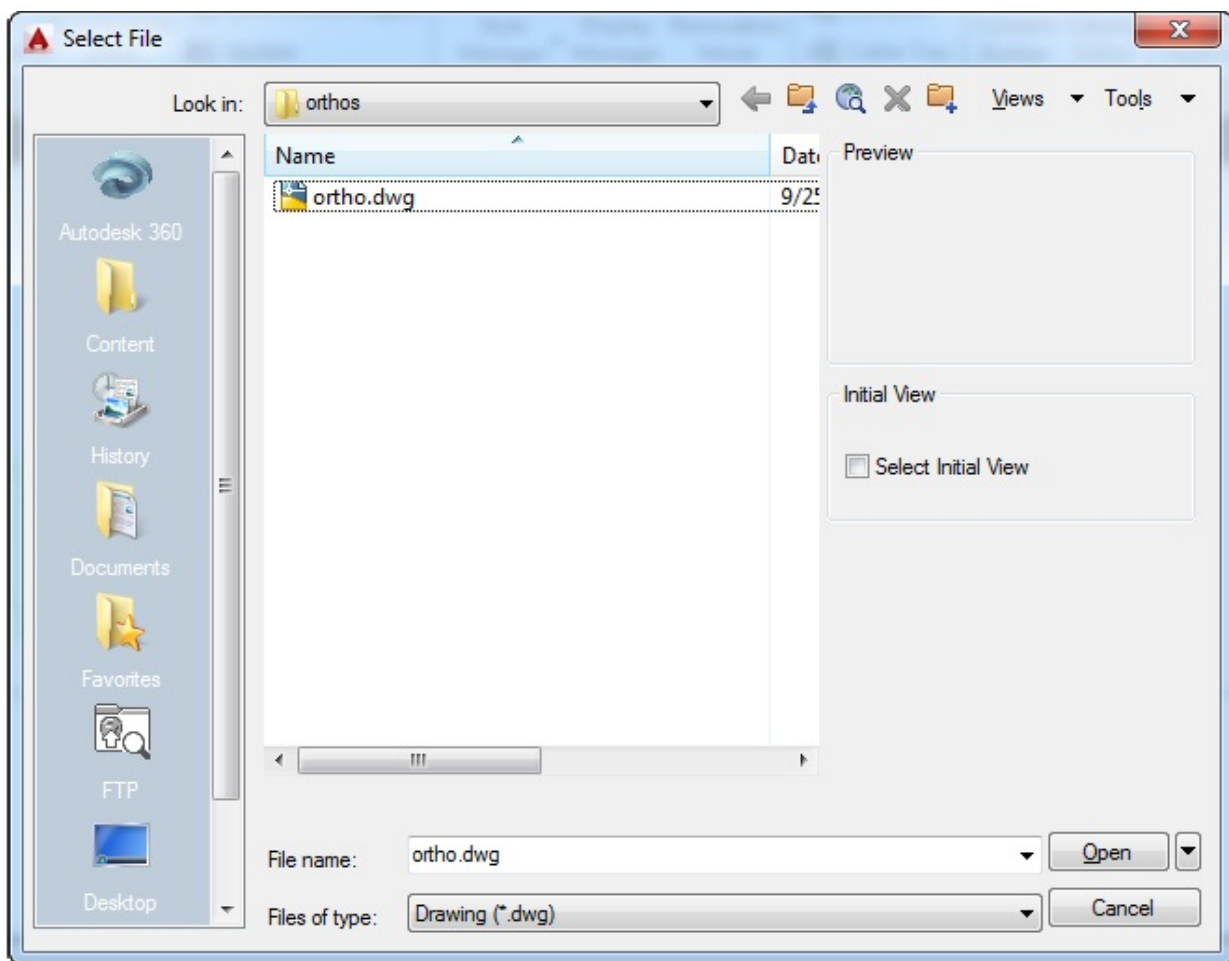 Select File
Look in: orthos Views Tools
Name Date
Preview
ortho.dwg 9/25
Autodesk 360
Content
Initial View
Select Initial View
History
Documents
Favorites
FTP
File name: ortho.dwg Open
Desktop
Files of type: Drawing (*.dwg) Cancel